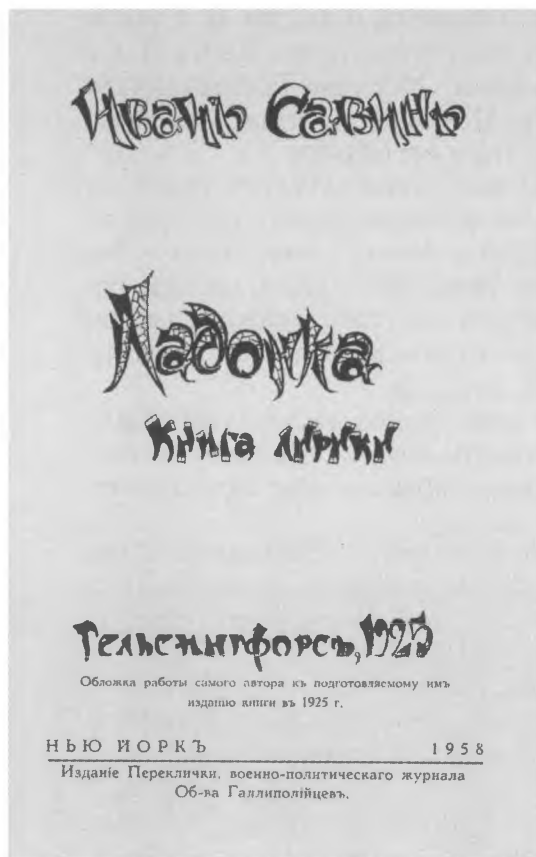 Иванъ Савинъ
Ладонка
Книга лирики
Гельсингфорсъ, 1925
Обложка работы самого автора къ подготовляемому имъ
изданію книги въ 1925 г.
НЬЮ ЙОРКЪ 1958
Изданіе Переклички, военно-политическаго журнала
Об-ва Галлиполійцевъ.